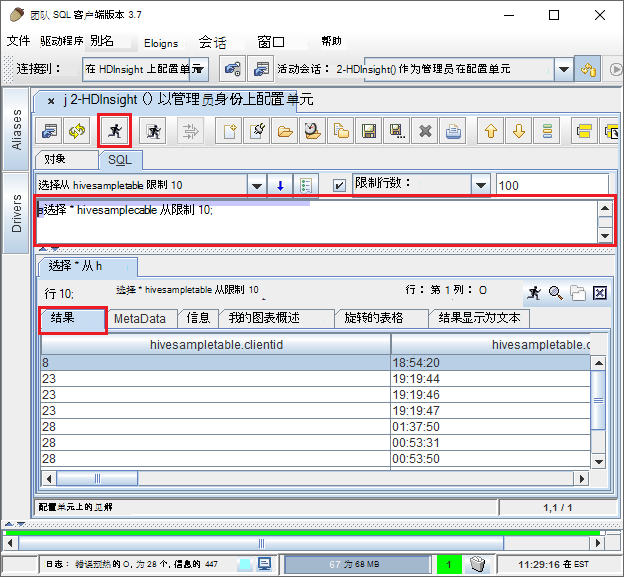 团队 SQL 客户端版本 3.7
文件 驱动程序 别名 Eloigns 会话 窗口 帮助
连接到： 在 HDInsight 上配置单元 活动会话： 2-HDInsight() 作为管理员在配置单元
× j 2-HDInsight () 以管理员身份上配置单元
Aliases
Drivers
对象 SQL
选择从 hivesampletable 限制 10 限制行数： 100
选择 * hivesamplecable 从限制 10;
选择 * 从 h
行 10; 选择 * hivesampletable 从限制 10 行： 第 1 列： O
结果 MetaData 信息 我的图表概述 旋转的表格 结果显示为文本
hivesampletable.clientid hivesampletable.c
8 18:54:20
23 19:19:44
23 19:19:46
23 19:19:47
28 01:37:50
28 00:53:31
28 00:53:50
配置单元上的见解 1,1 / 1
日志： 错误动热的 O, 为 28 个, 信息的 447 67 为 68 MB 1 11:29:16 在 EST